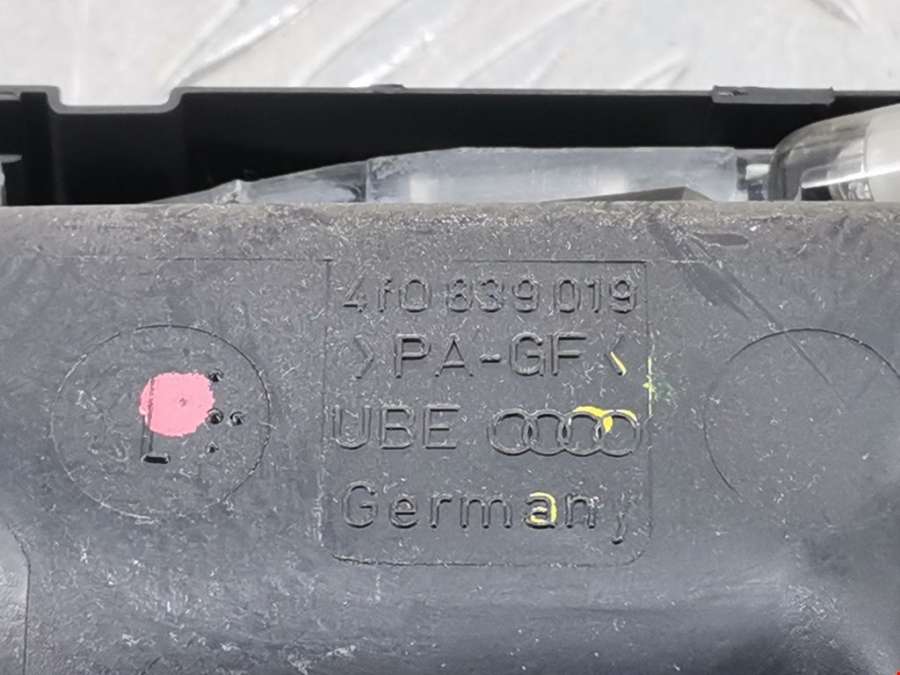 4f0 839 019
>PA-GF<
UBE
Germany
L